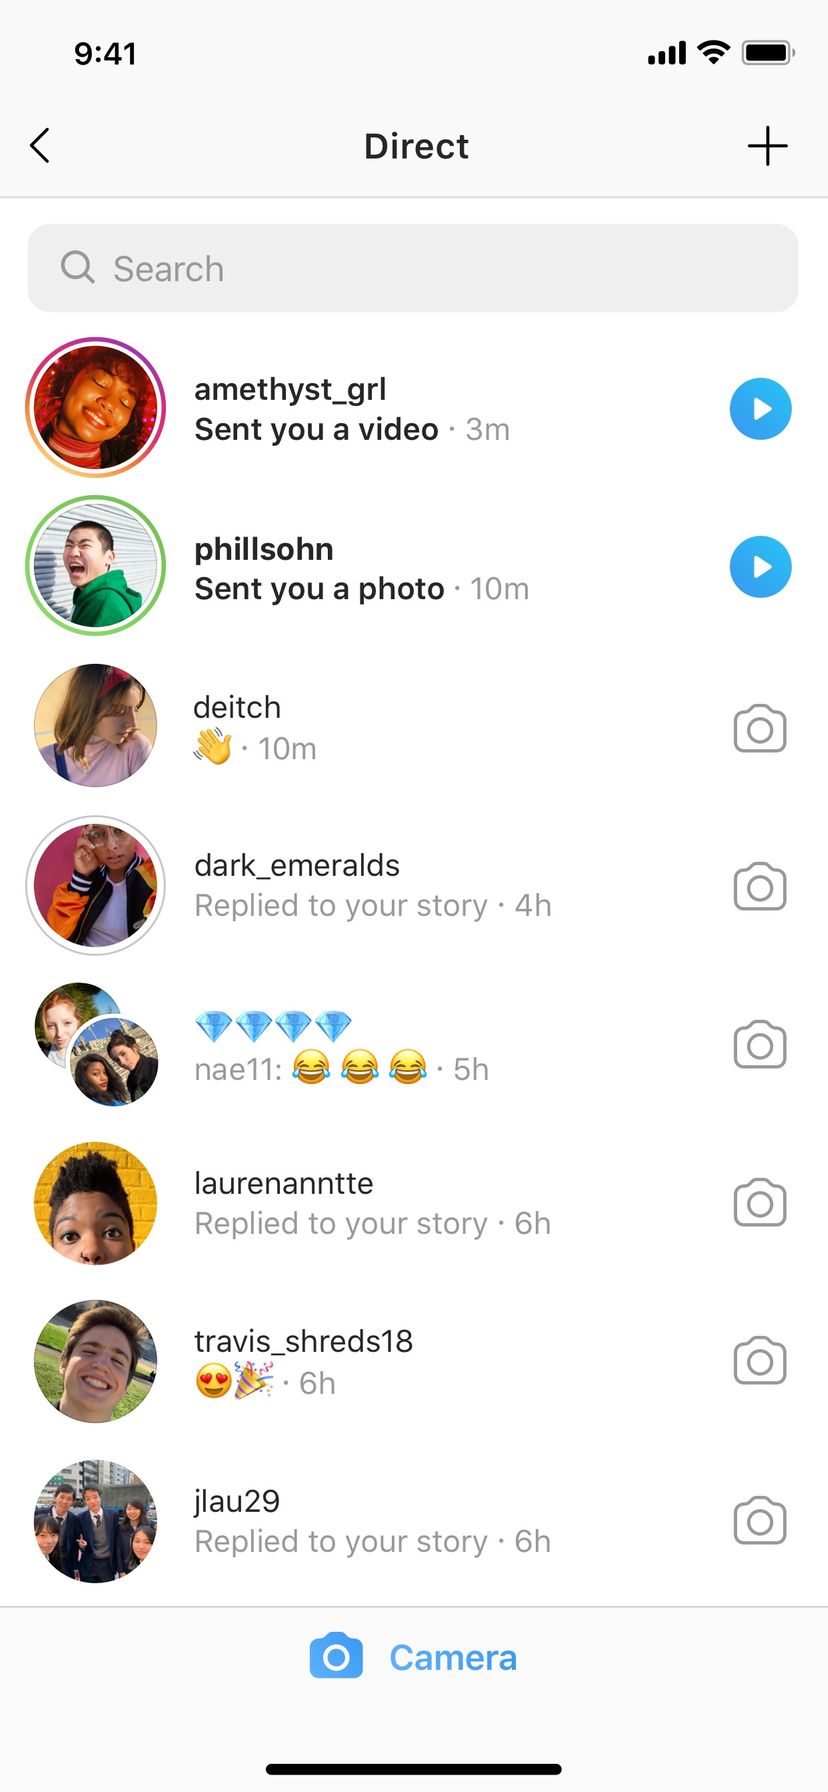 9:41
Direct
Search
amethyst_grl
Sent you a video · 3m
phillsohn
Sent you a photo · 10m
deitch
👋 · 10m
dark_emeralds
Replied to your story · 4h
💎💎💎💎
nae11: 😂 😂 😂 · 5h
laurenanntte
Replied to your story · 6h
travis_shreds18
😍🎉 · 6h
jlau29
Replied to your story · 6h
Camera